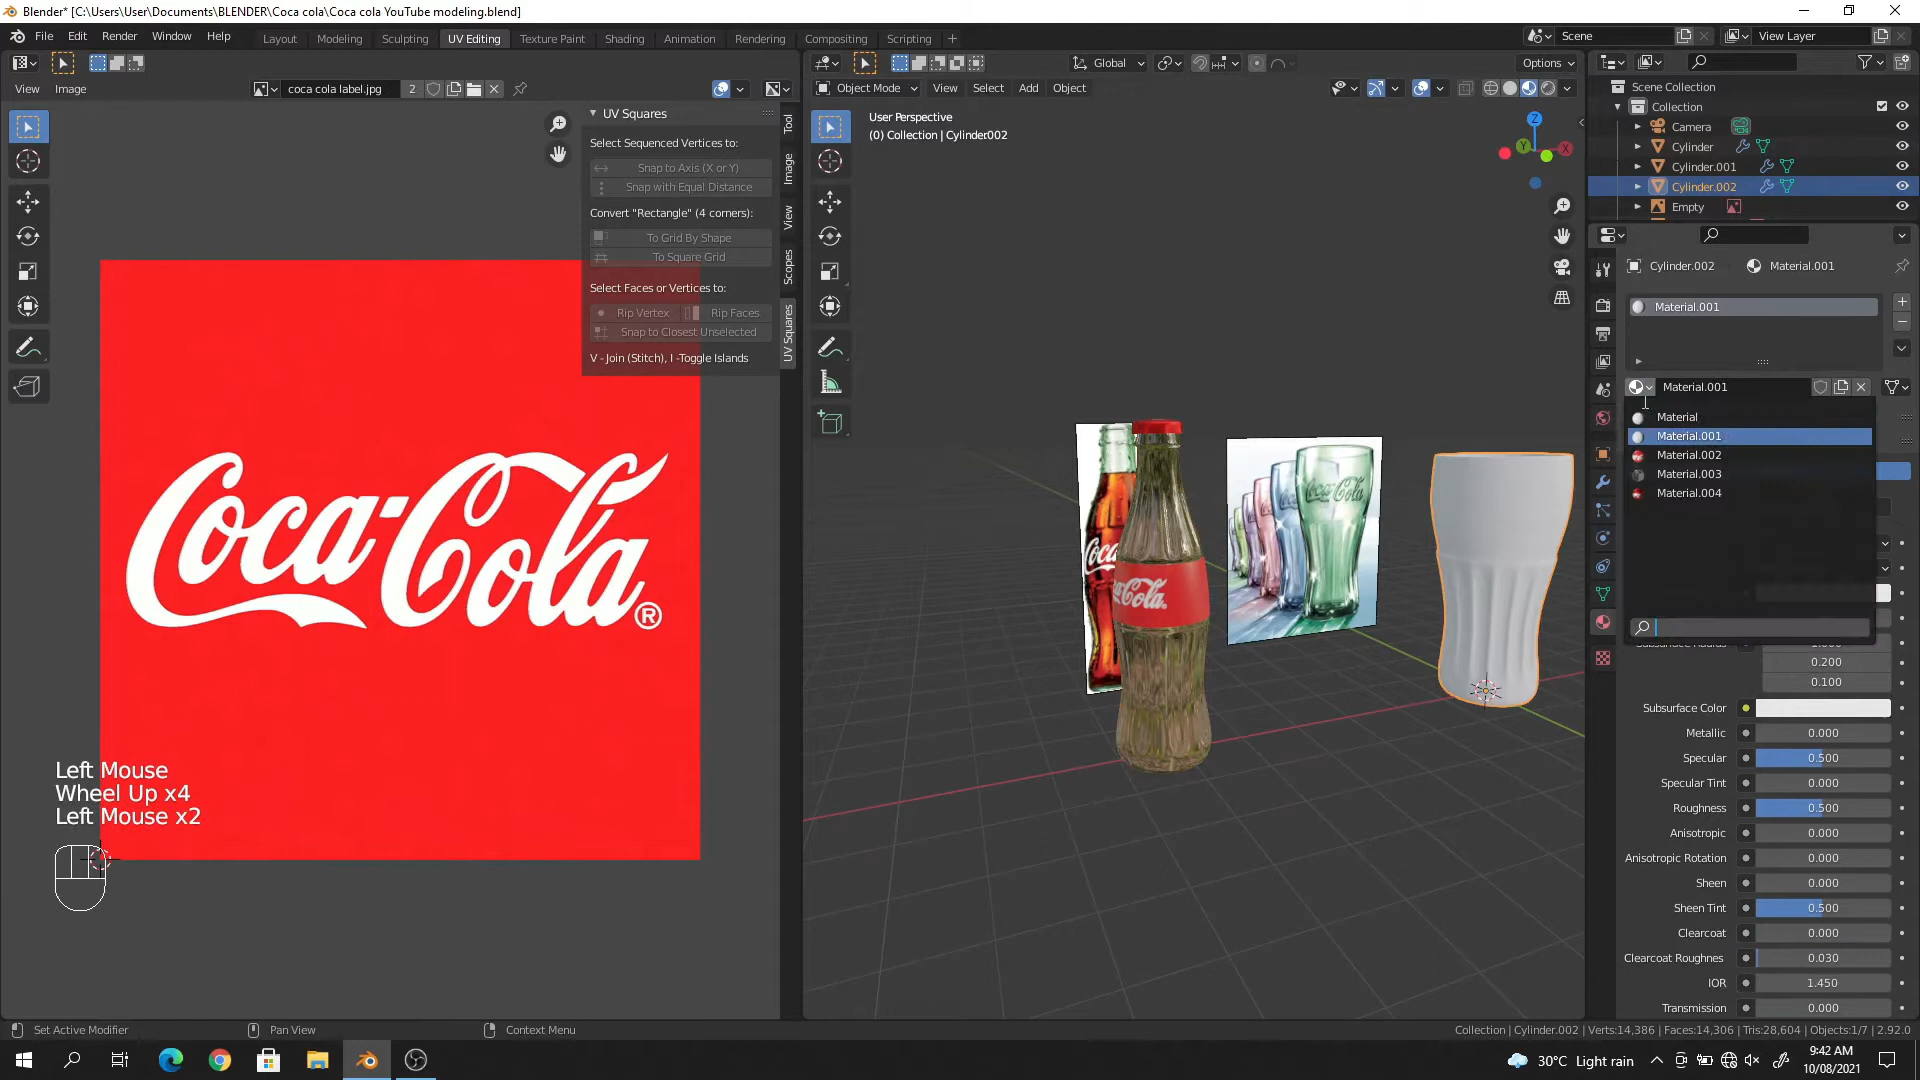 Blender* [C:\Users\User\Documents\BLENDER\Coca cola\Coca cola YouTube modeling.blend]
File Edit Render Window Help
Layout Modeling Sculpting UV Editing Texture Paint Shading Animation Rendering Compositing Scripting
Scene
View Layer
Global
Options
View Image
coca cola label.jpg
2
Object Mode
View Select Add Object
UV Squares
Select Sequenced Vertices to:
Snap to Axis (X or Y)
Snap with Equal Distance
Convert "Rectangle" (4 corners):
To Grid By Shape
To Square Grid
Select Faces or Vertices to:
Rip Vertex
Rip Faces
Snap to Closest Unselected
V - Join (Stitch), I -Toggle Islands
Tool
Image
View
Scopes
UV Squares
Coca-Cola®
Left Mouse
Wheel Up x4
Left Mouse x2
User Perspective
(0) Collection | Cylinder002
Z
Y
X
Coca-Cola
Coca-Cola
Scene Collection
Collection
Camera
Cylinder
Cylinder.001
Cylinder.002
Empty
Cylinder.002
Material.001
Material.001
Material.001
Material
Material.001
Material.002
Material.003
Material.004
0.200
0.100
Subsurface Color
Metallic 0.000
Specular 0.500
Specular Tint 0.000
Roughness 0.500
Anisotropic 0.000
Anisotropic Rotation 0.000
Sheen 0.000
Sheen Tint 0.500
Clearcoat 0.000
Clearcoat Roughnes 0.030
IOR 1.450
Transmission 0.000
Set Active Modifier
Pan View
Context Menu
Collection | Cylinder.002 | Verts:14,386 | Faces:14,306 | Tris:28,604 | Objects:1/7 | 2.92.0
30°C Light rain
9:42 AM
10/08/2021